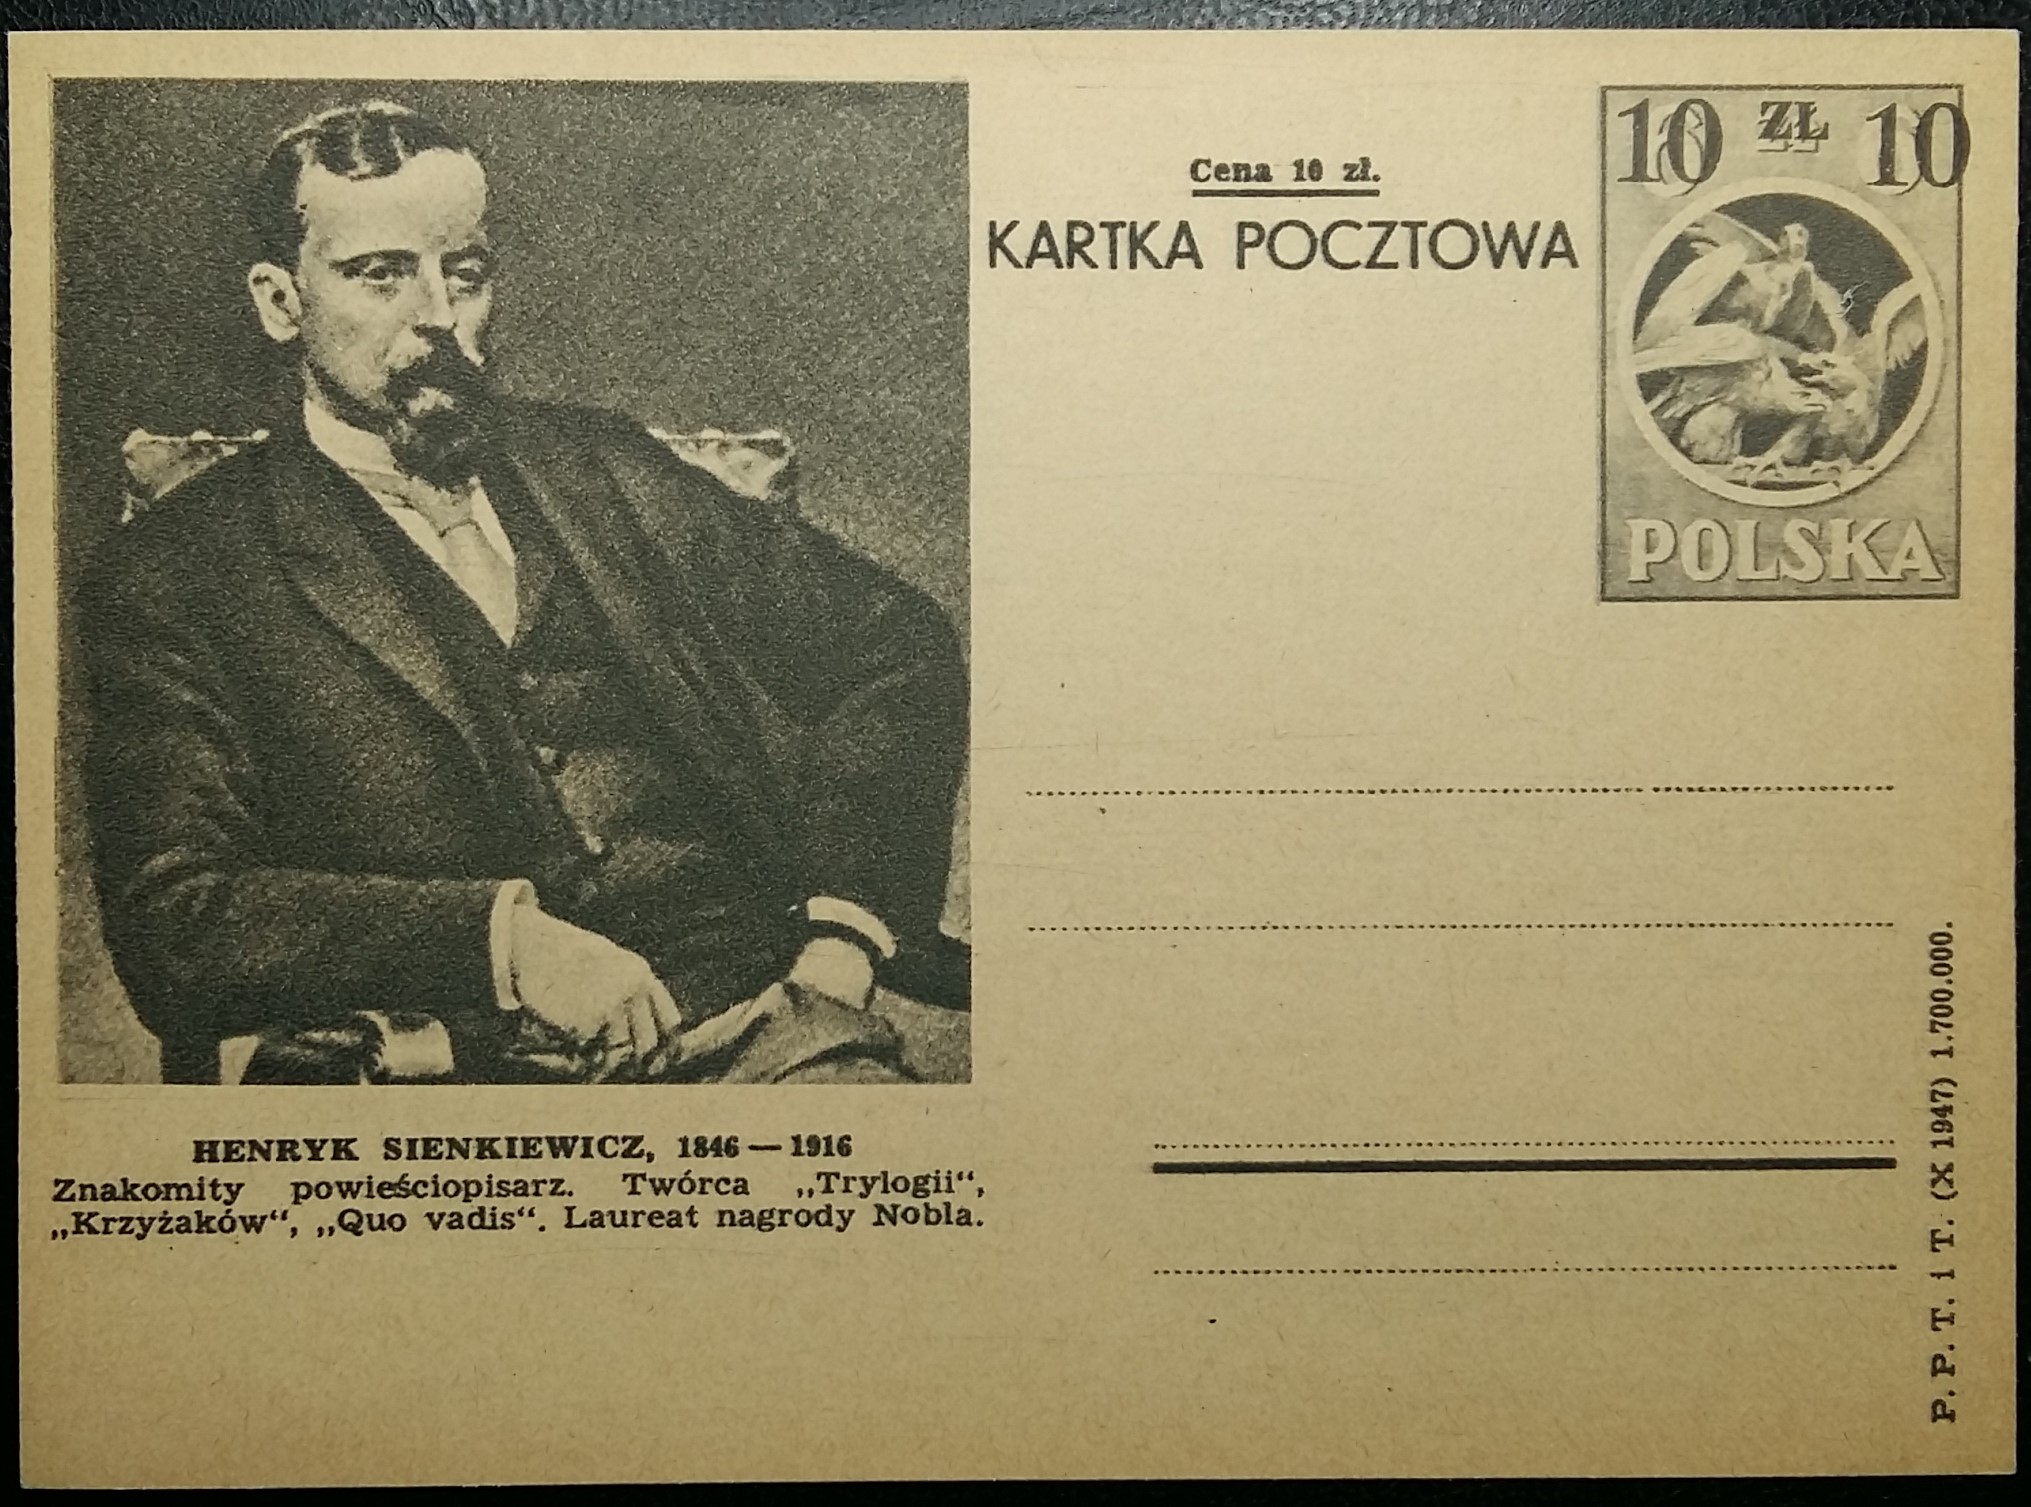 10 ZŁ 10
Cena 10 zł.
KARTKA POCZTOWA
POLSKA
HENRYK SIENKIEWICZ, 1846 — 1916
Znakomity powieściopisarz. Twórca „Trylogii“,
„Krzyżaków“, „Quo vadis“. Laureat nagrody Nobla.
P. P. T. i T. (X 1947) 1.700.000.